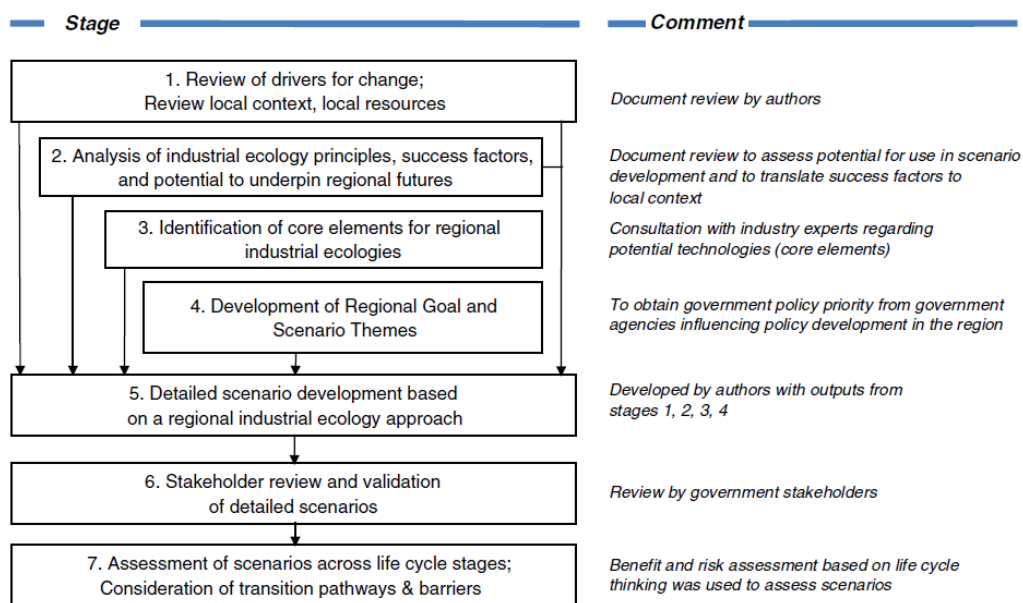 Stage
Comment
1. Review of drivers for change;
Review local context, local resources
Document review by authors
2. Analysis of industrial ecology principles, success factors,
and potential to underpin regional futures
Document review to assess potential for use in scenario
development and to translate success factors to
local context
3. Identification of core elements for regional
industrial ecologies
Consultation with industry experts regarding
potential technologies (core elements)
4. Development of Regional Goal and
Scenario Themes
To obtain government policy priority from government
agencies influencing policy development in the region
5. Detailed scenario development based
on a regional industrial ecology approach
Developed by authors with outputs from
stages 1, 2, 3, 4
6. Stakeholder review and validation
of detailed scenarios
Review by government stakeholders
7. Assessment of scenarios across life cycle stages;
Consideration of transition pathways & barriers
Benefit and risk assessment based on life cycle
thinking was used to assess scenarios